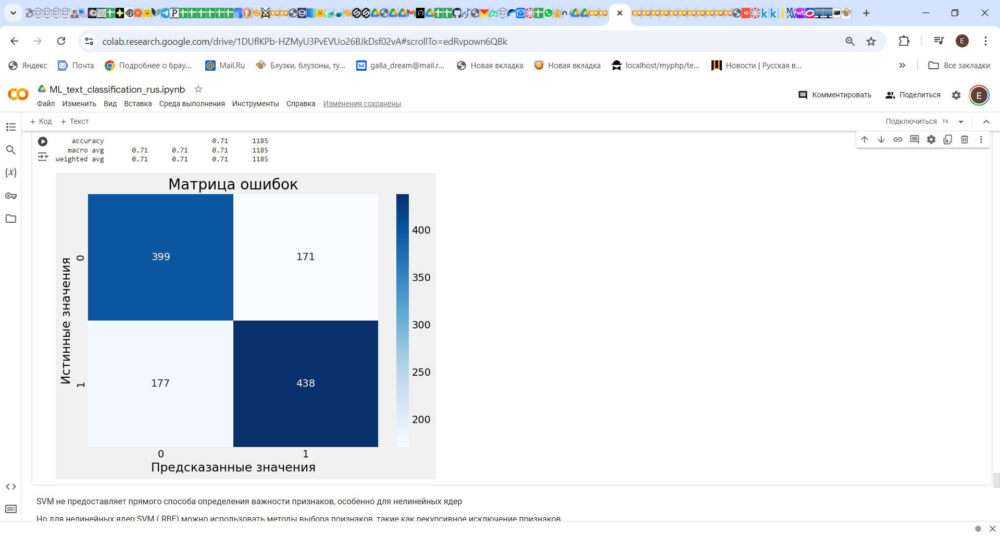 colab.research.google.com/drive/1DUflKPb-HZMyU3PvEVUo26BJkDsf02vA#scrollTo=edRvpown6QBk
E
Яндекс Почта Подробнее о брау... Mail.Ru Блузки, блузоны, ту... galla_dream@mail.r... Новая вкладка Новая вкладка localhost/myphp/te... Новости | Русская в... Все закладки
ML_text_classification_rus.ipynb
Комментировать Поделиться E
Файл Изменить Вид Вставка Среда выполнения Инструменты Справка Изменения сохранены
+ Код + Текст Подключиться T4
accuracy 0.71 1185
macro avg 0.71 0.71 0.71 1185
weighted avg 0.71 0.71 0.71 1185
Матрица ошибок
Истинные значения
0
1
399 171
177 438
400
350
300
250
200
0 1
Предсказанные значения
SVM не предоставляет прямого способа определения важности признаков, особенно для нелинейных ядер
Но для нелинейных ядер SVM ( RBF) можно использовать методы выбора признаков, такие как рекурсивное исключение признаков